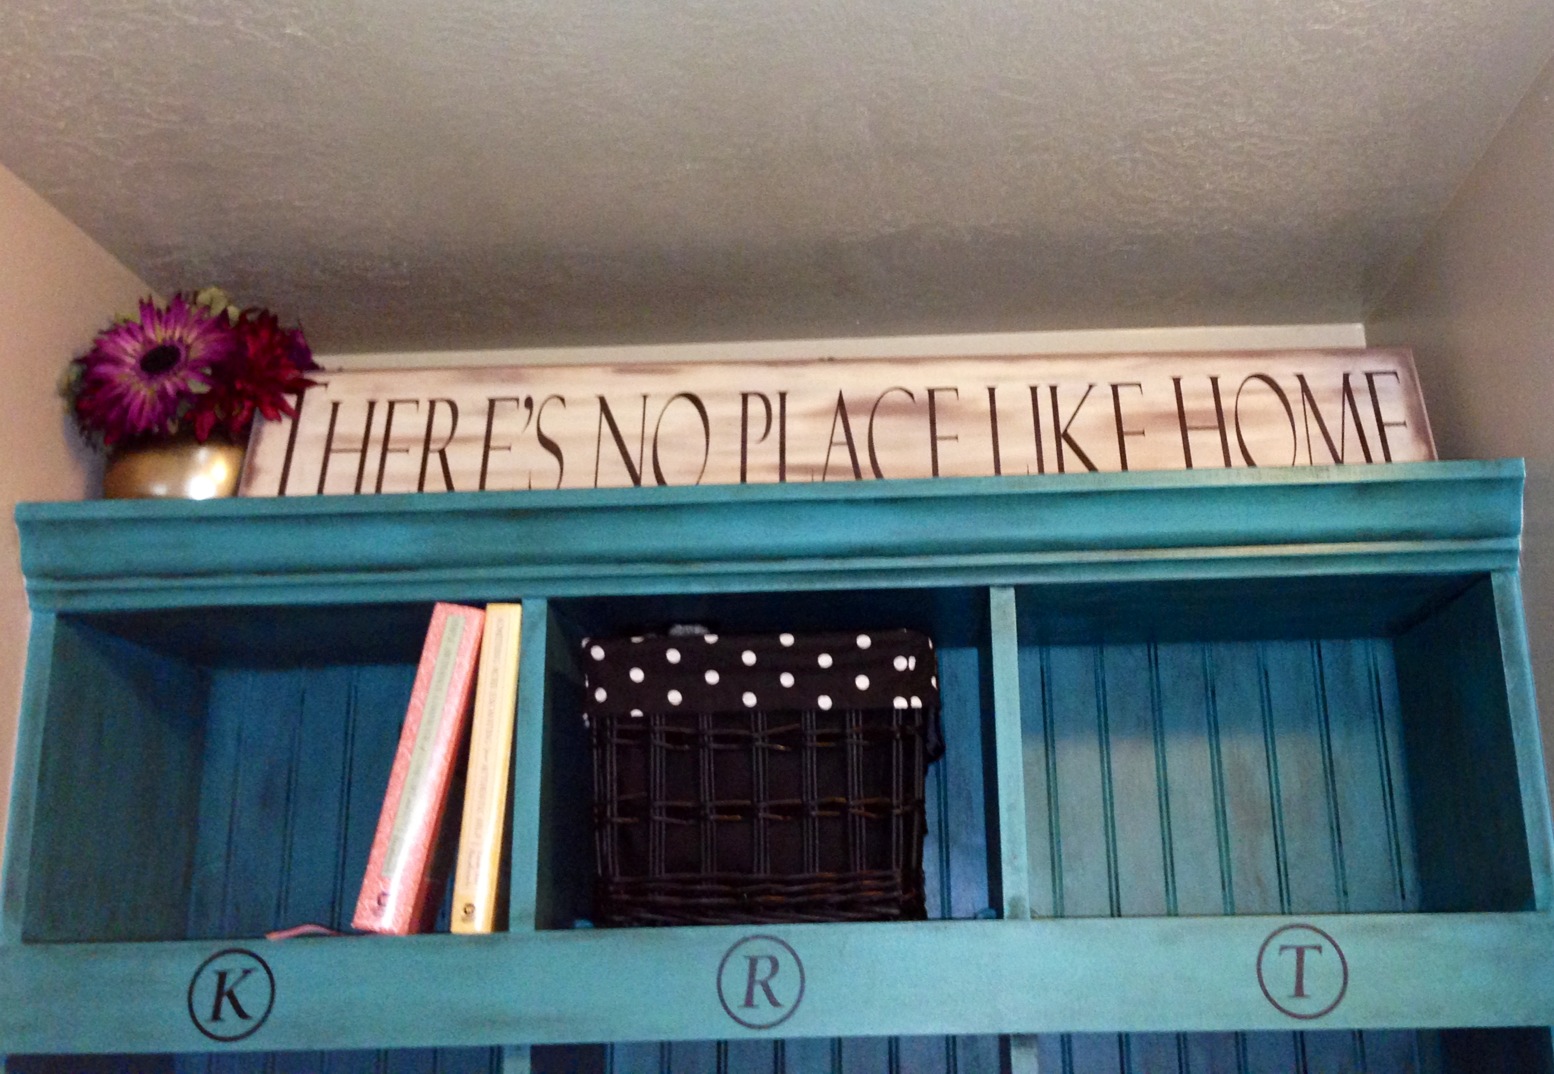 THERE'S NO PLACE LIKE HOME
K R T